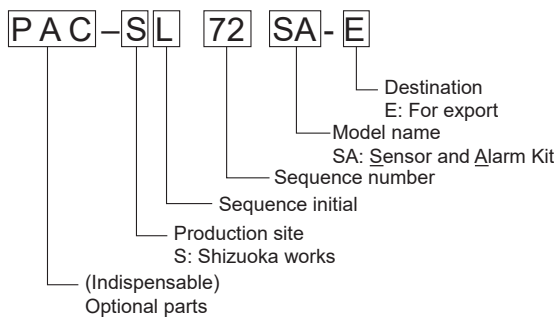 PAC–SL 72 SA-E
Destination
E: For export
Model name
SA: Sensor and Alarm Kit
Sequence number
Sequence initial
Production site
S: Shizuoka works
(Indispensable)
Optional parts